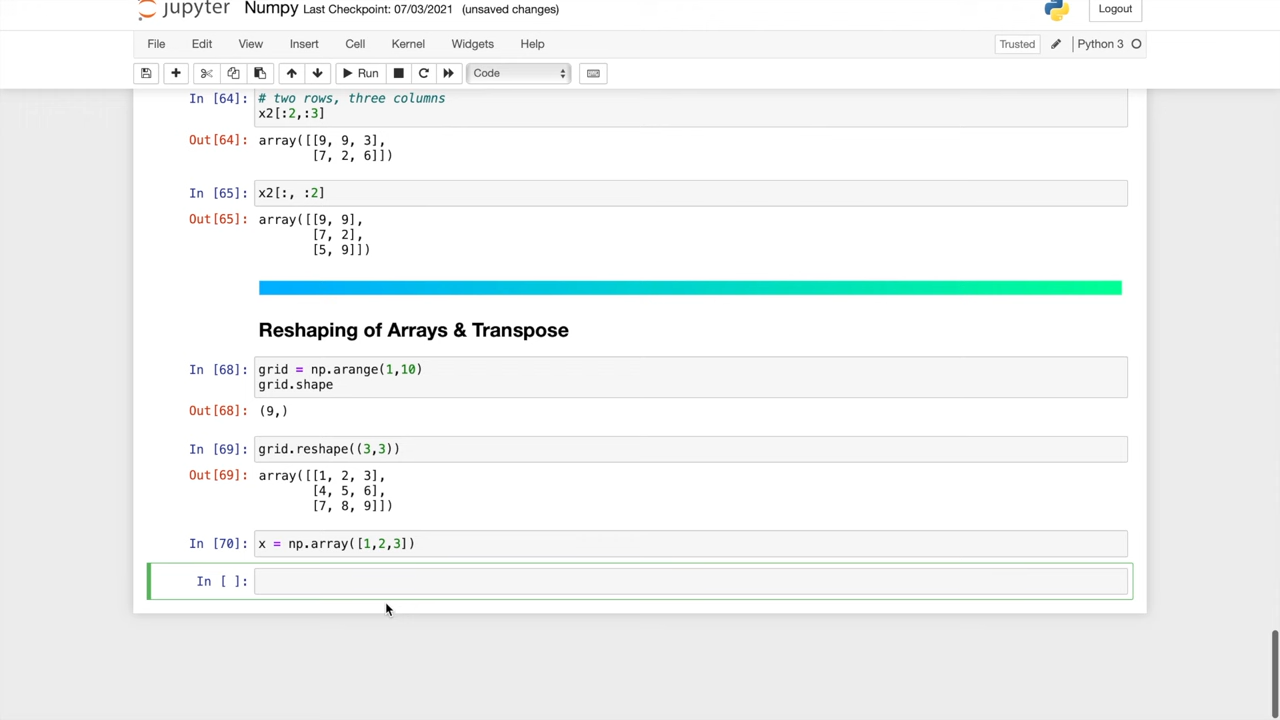 jupyter Numpy Last Checkpoint: 07/03/2021 (unsaved changes) Logout
File Edit View Insert Cell Kernel Widgets Help Trusted Python 3
Run Code
In [64]: # two rows, three columns
x2[:2,:3]
Out[64]: array([[9, 9, 3],
[7, 2, 6]])
In [65]: x2[:, :2]
Out[65]: array([[9, 9],
[7, 2],
[5, 9]])
Reshaping of Arrays & Transpose
In [68]: grid = np.arange(1,10)
grid.shape
Out[68]: (9,)
In [69]: grid.reshape((3,3))
Out[69]: array([[1, 2, 3],
[4, 5, 6],
[7, 8, 9]])
In [70]: x = np.array([1,2,3])
In [ ]: